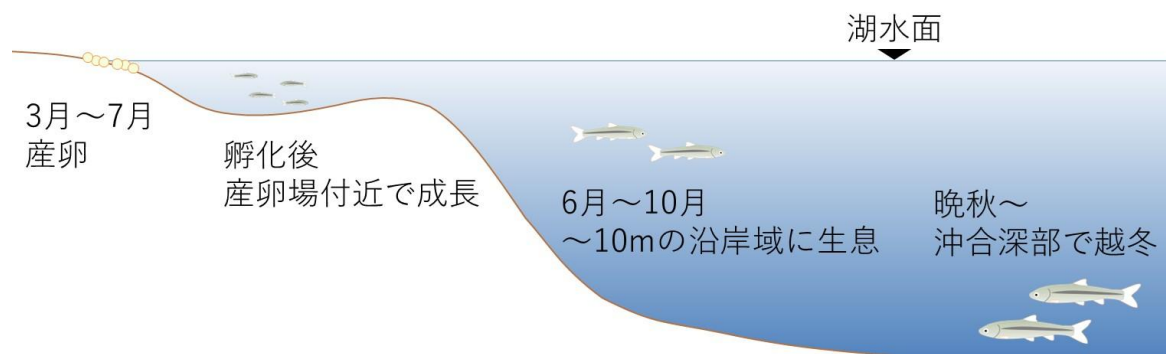 湖水面
3月～7月
産卵
孵化後
産卵場付近で成長
6月～10月
～10mの沿岸域に生息
晩秋～
沖合深部で越冬